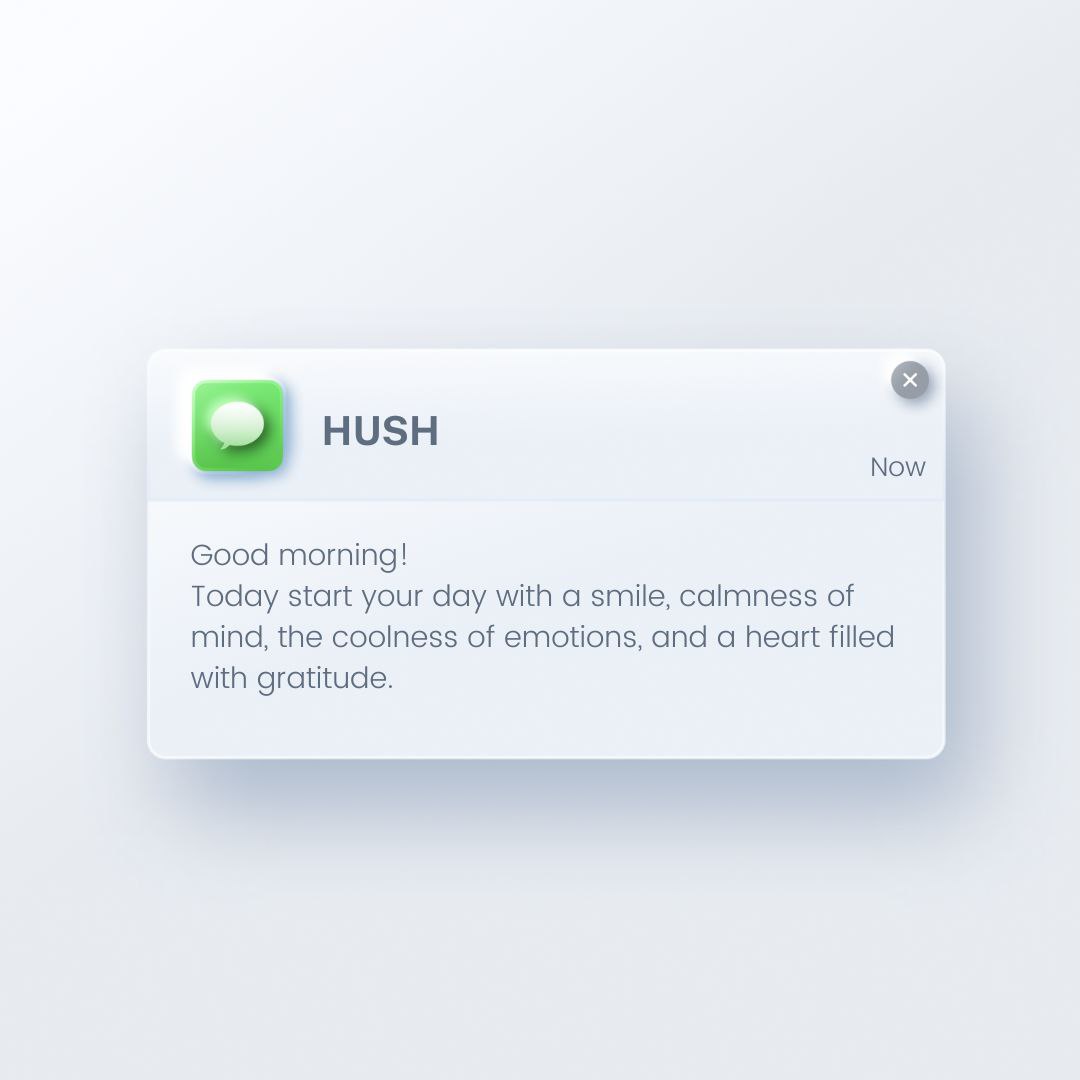 HUSH
Now
Good morning!
Today start your day with a smile, calmness of
mind, the coolness of emotions, and a heart filled
with gratitude.